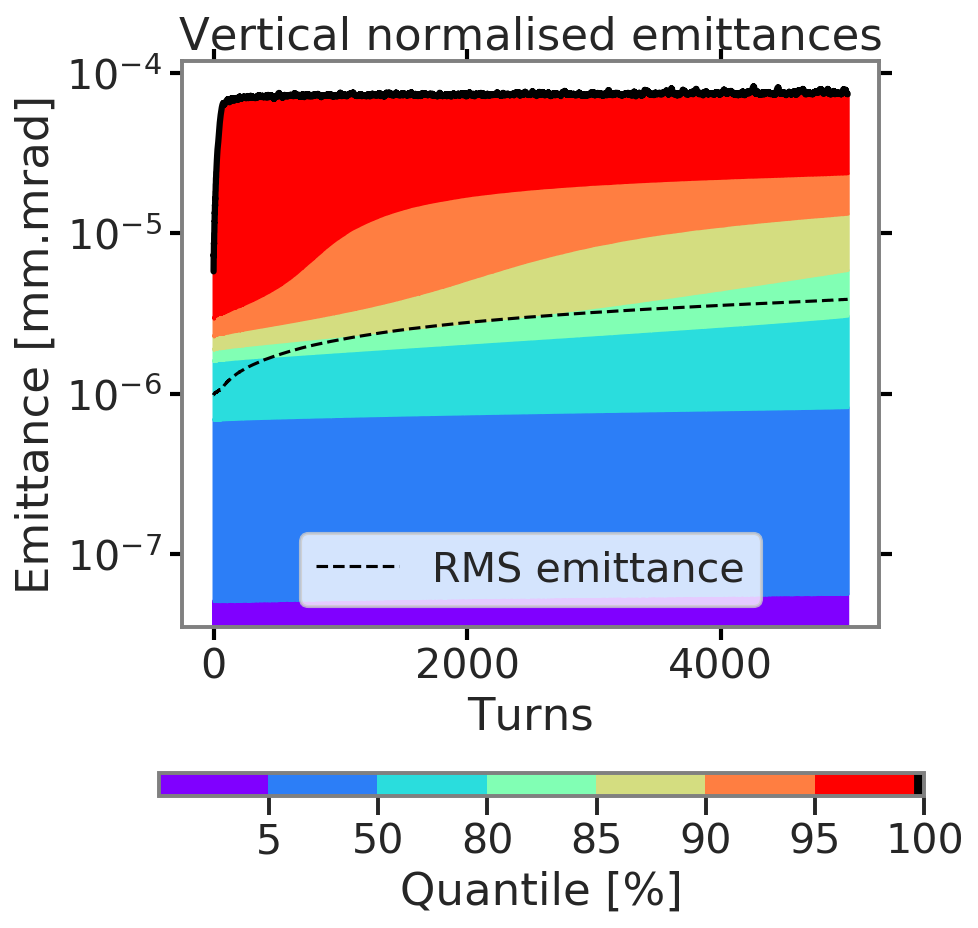 Vertical normalised emittances
Emittance [mm.mrad]
10⁻⁴
10⁻⁵
10⁻⁶
10⁻⁷
RMS emittance
0 2000 4000
Turns
5 50 80 85 90 95 100
Quantile [%]